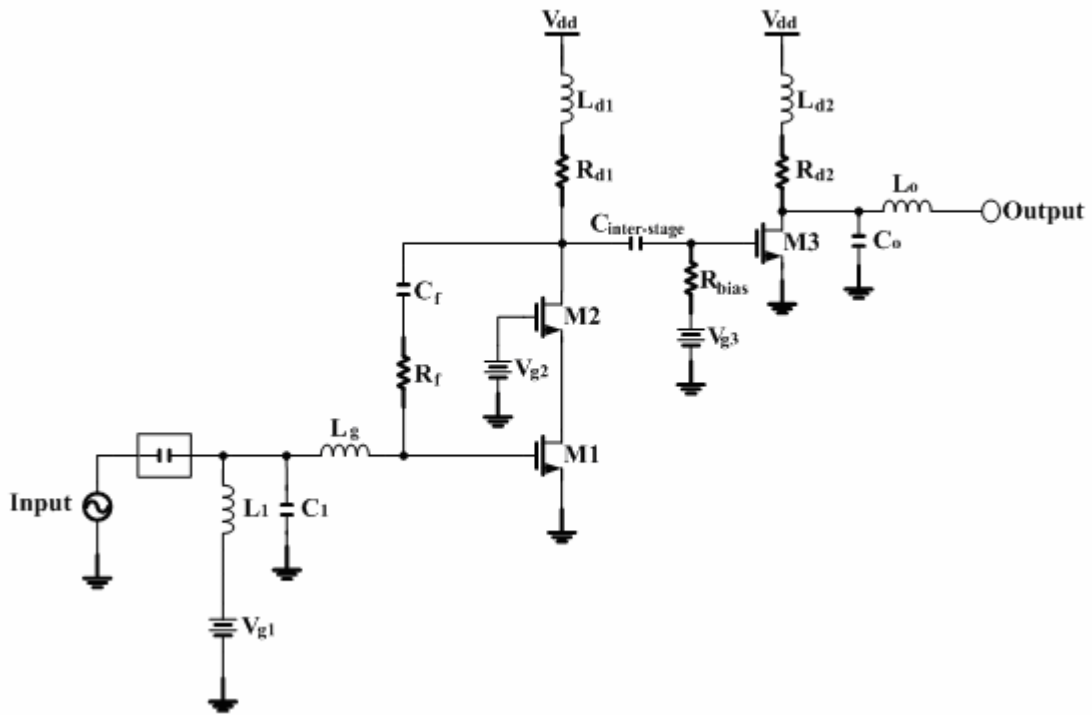 Vdd
Vdd
Ld1
Ld2
Rd1
Rd2
Lo
Output
Cinter-stage
M3
Co
Rbias
Cf
M2
Vg3
Rf
Vg2
Lg
M1
Input
L1
C1
Vg1